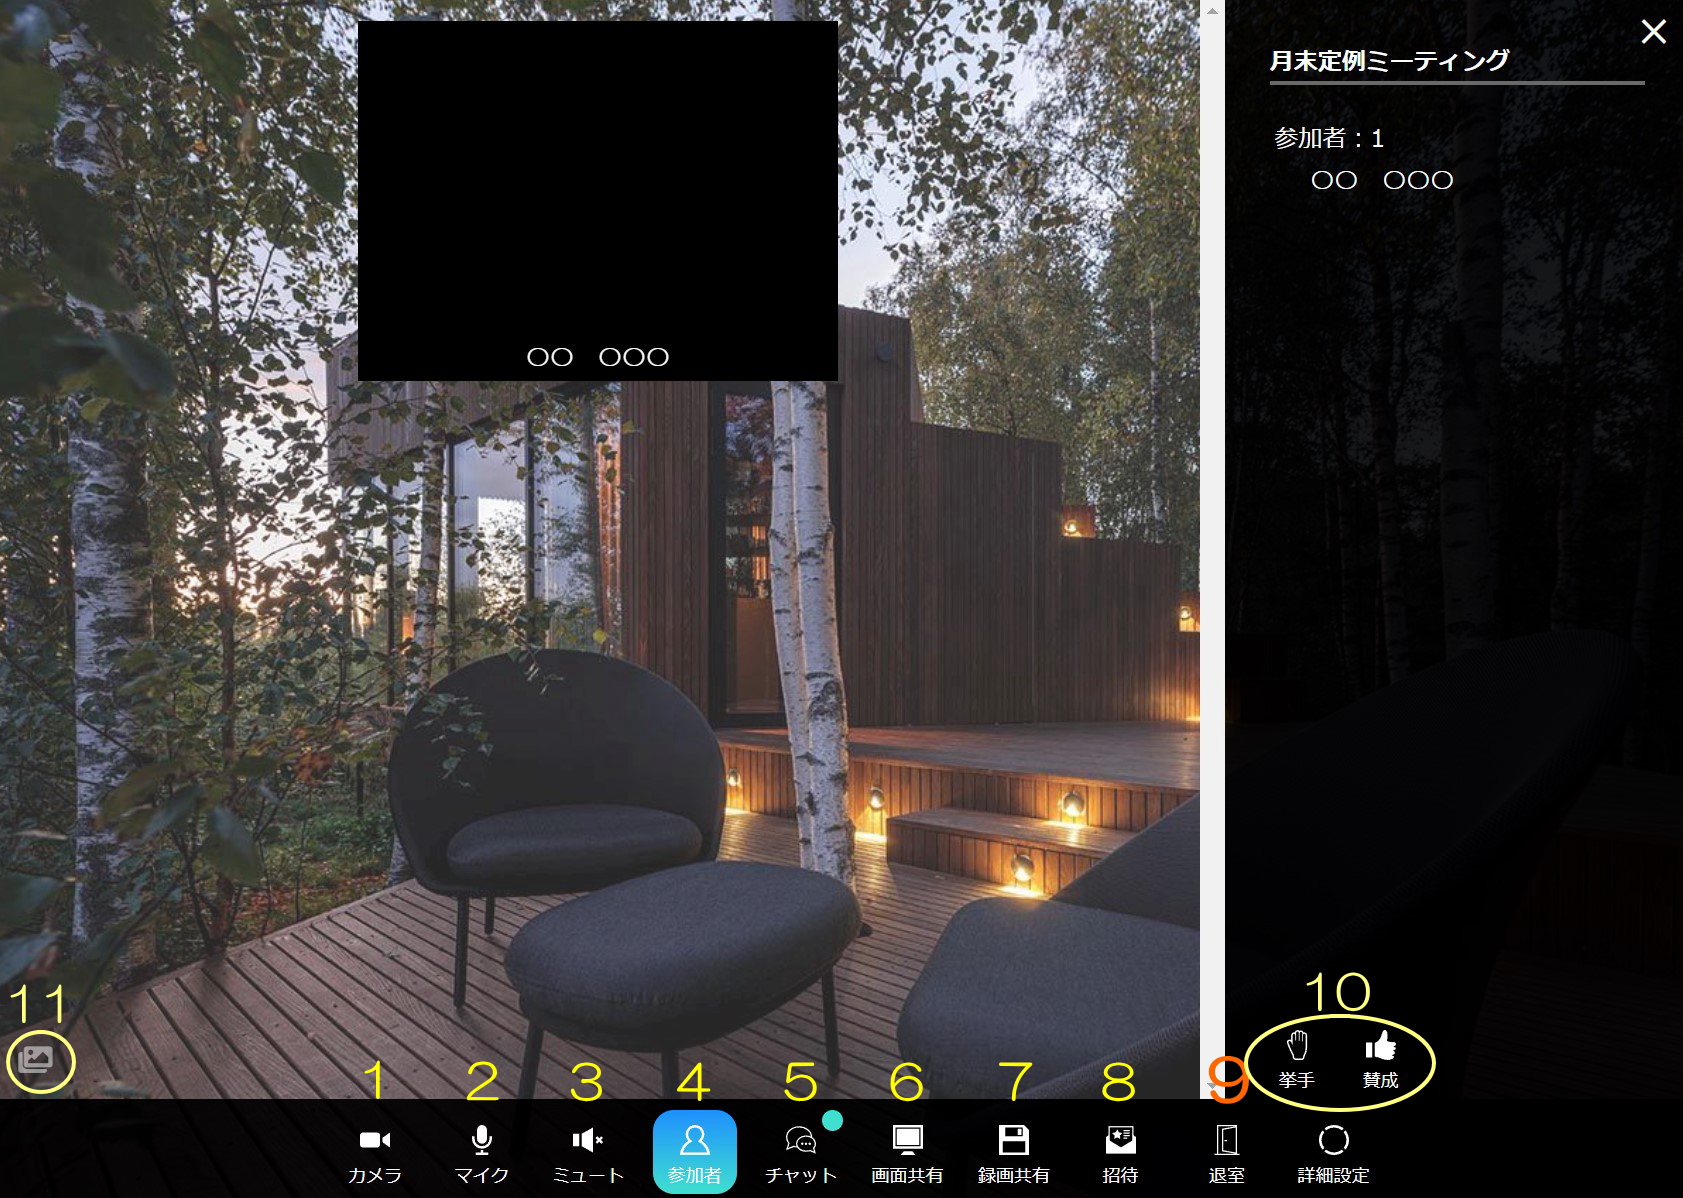 月末定例ミーティング
参加者：1
○○　○○○
○○　○○○
11
10
挙手
賛成
1
2
3
4
5
6
7
8
9
カメラ
マイク
ミュート
参加者
チャット
画面共有
録画共有
招待
退室
詳細設定